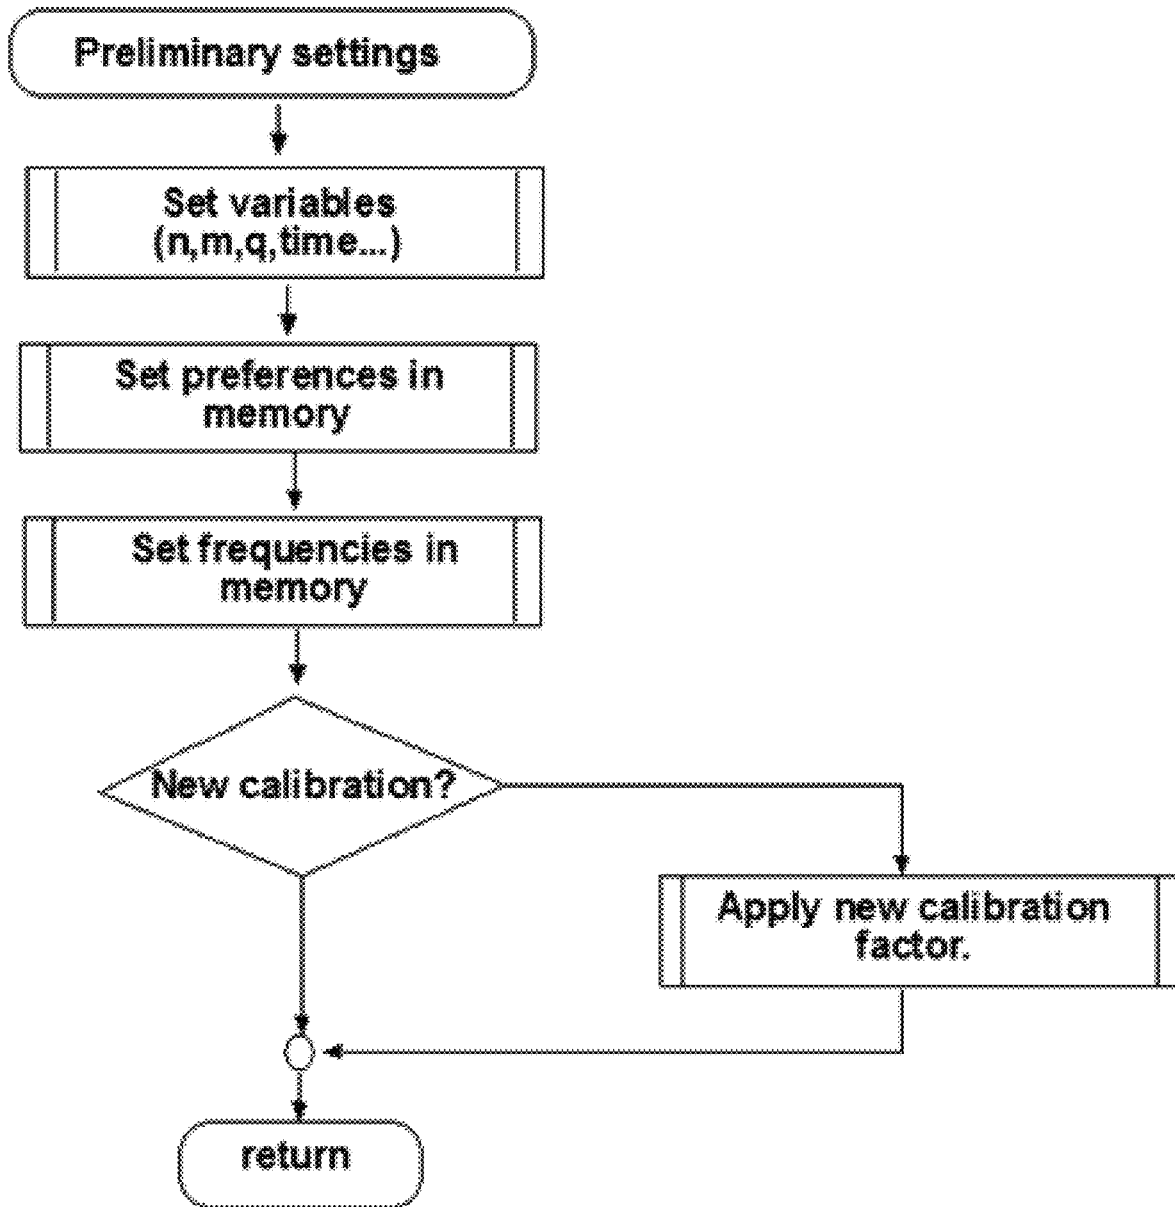 Preliminary settings
Set variables
(n,m,q,time...)
Set preferences in
memory
Set frequencies in
memory
New calibration?
Apply new calibration
factor.
return